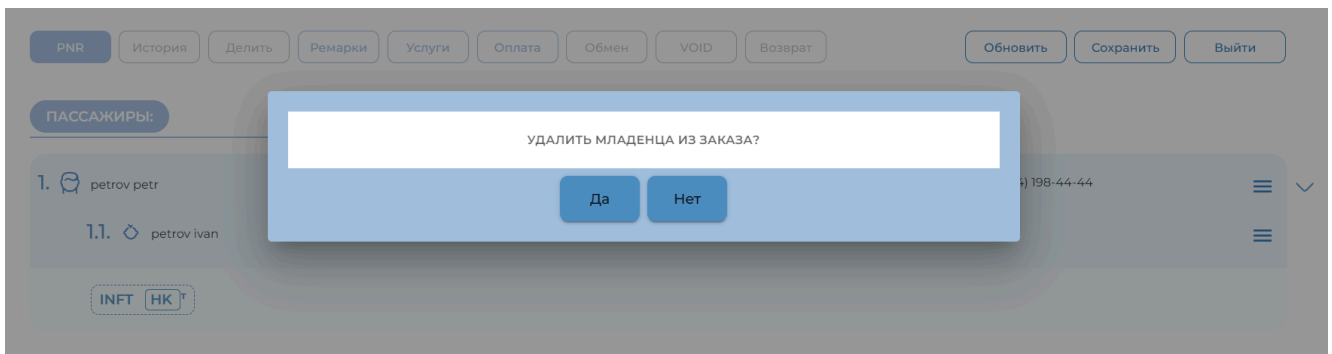 PNR История Делить Ремарки Услуги Оплата Обмен VOID Возврат Обновить Сохранить Выйти
ПАССАЖИРЫ:
УДАЛИТЬ МЛАДЕНЦА ИЗ ЗАКАЗА?
1. petrov petr 198-44-44
Да Нет
1.1. petrov ivan
INFT HK T